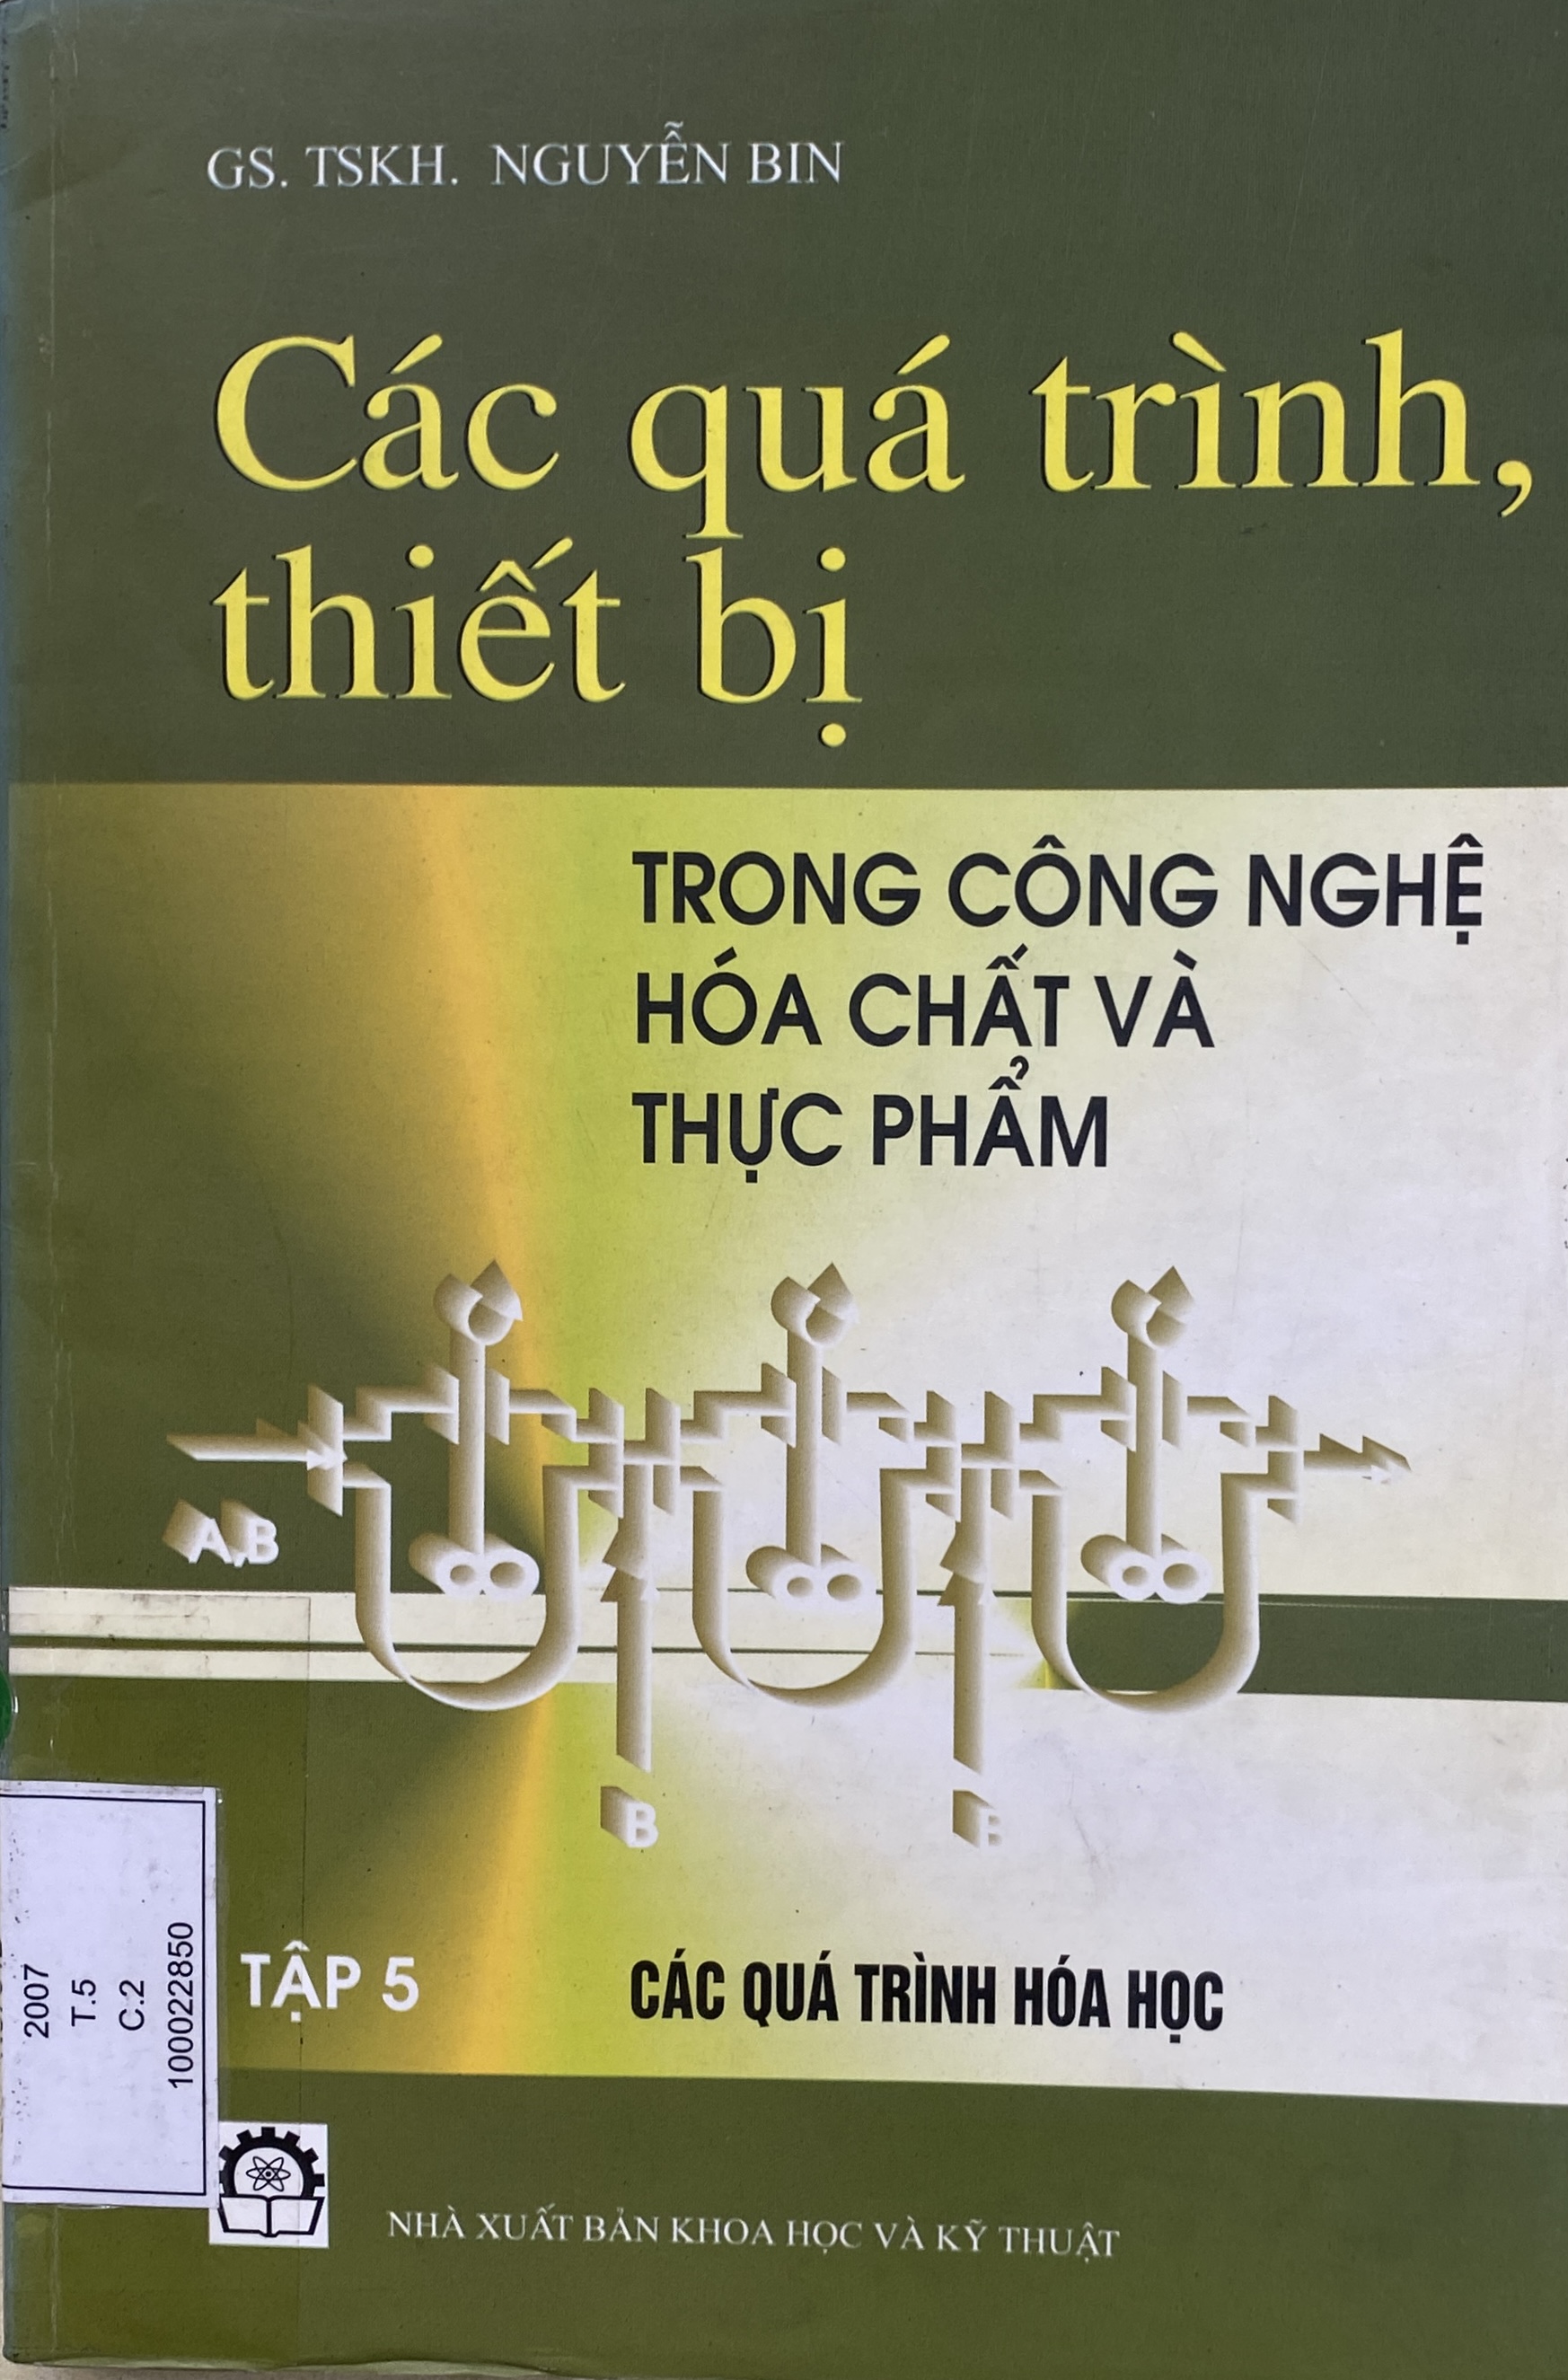 GS. TSKH. NGUYỄN BIN
Các quá trình,
thiết bị
TRONG CÔNG NGHỆ
HÓA CHẤT VÀ
THỰC PHẨM
A,B
B
B
TẬP 5
CÁC QUÁ TRÌNH HÓA HỌC
2007
T.5
C.2
100022850
NHÀ XUẤT BẢN KHOA HỌC VÀ KỸ THUẬT